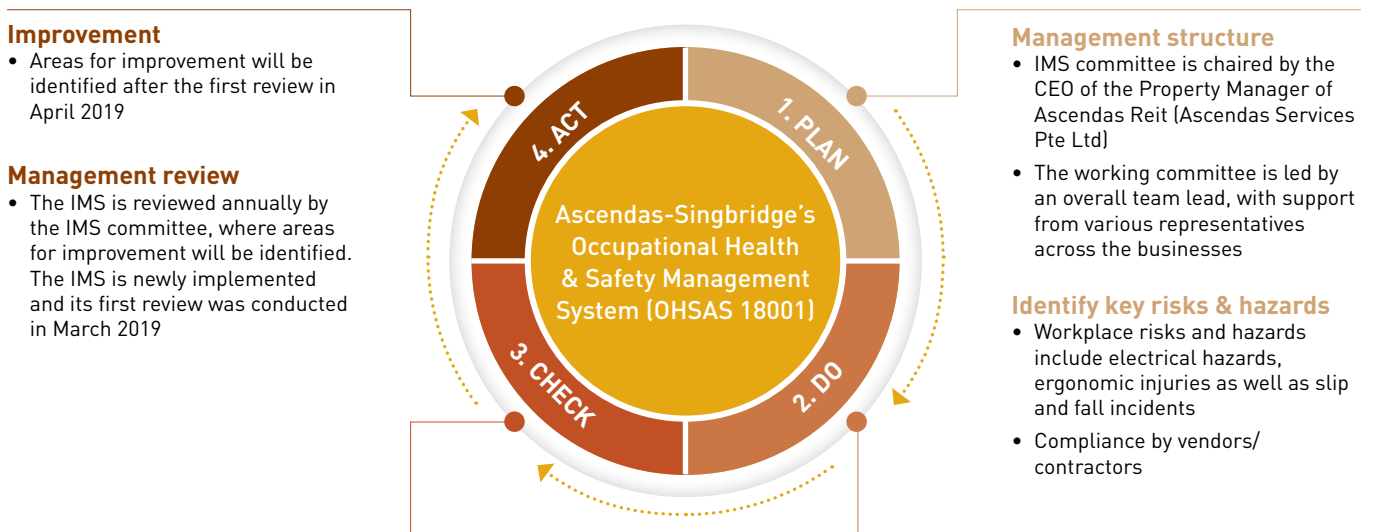 Improvement
• Areas for improvement will be
identified after the first review in
April 2019
Management review
• The IMS is reviewed annually by
the IMS committee, where areas
for improvement will be identified.
The IMS is newly implemented
and its first review was conducted
in March 2019
4. ACT
1. PLAN
Ascendas-Singbridge’s
Occupational Health
& Safety Management
System (OHSAS 18001)
3. CHECK
2. DO
Management structure
• IMS committee is chaired by the
CEO of the Property Manager of
Ascendas Reit (Ascendas Services
Pte Ltd)
• The working committee is led by
an overall team lead, with support
from various representatives
across the businesses
Identify key risks & hazards
• Workplace risks and hazards
include electrical hazards,
ergonomic injuries as well as slip
and fall incidents
• Compliance by vendors/
contractors